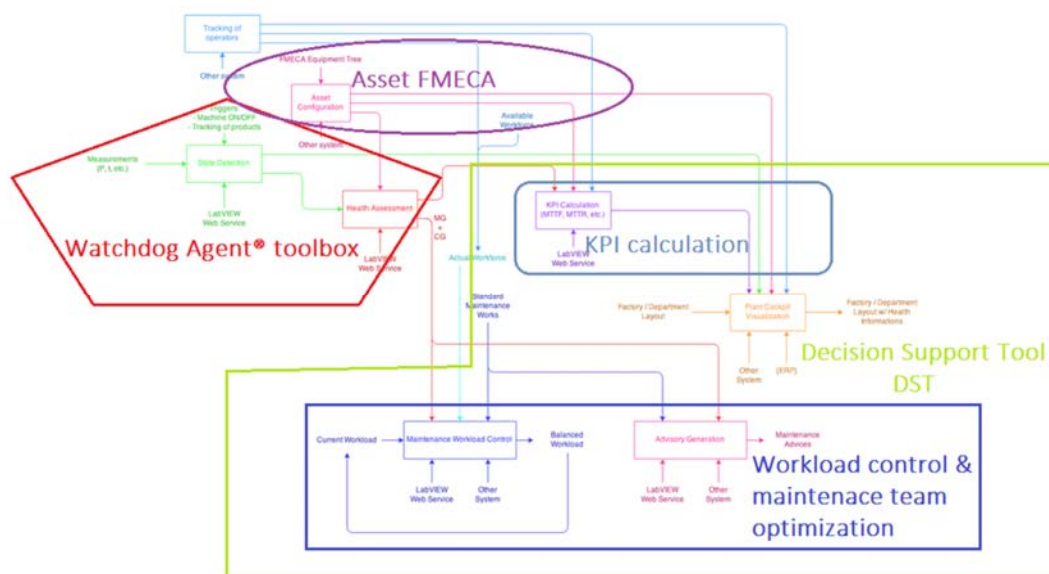 Tracking of
operators
Other system
FMECA Equipment Tree
Asset FMECA
Asset
Configuration
Other system
Triggers:
- Machine ON/OFF
- Tracking of products
Available
Workforce
Measurements
(P, t, etc.)
State Detection
LabVIEW
Web Service
Health Assessment
MG
+
CG
LabVIEW
Web Service
Watchdog Agent® toolbox
KPI Calculation
(MTTF, MTTR, etc.)
LabVIEW
Web Service
KPI calculation
Actual Workforce
Standard
Maintenance
Works
Factory / Department
Layout
Plant Cockpit
Visualization
Factory / Department
Layout w/ Health
Informations
Other
System
(ERP)
Decision Support Tool
DST
Current Workload
Maintenance Workload Control
Balanced
Workload
LabVIEW
Web Service
Other
System
Advisory Generation
Maintenance
Advices
LabVIEW
Web Service
Other
System
Workload control &
maintenace team
optimization